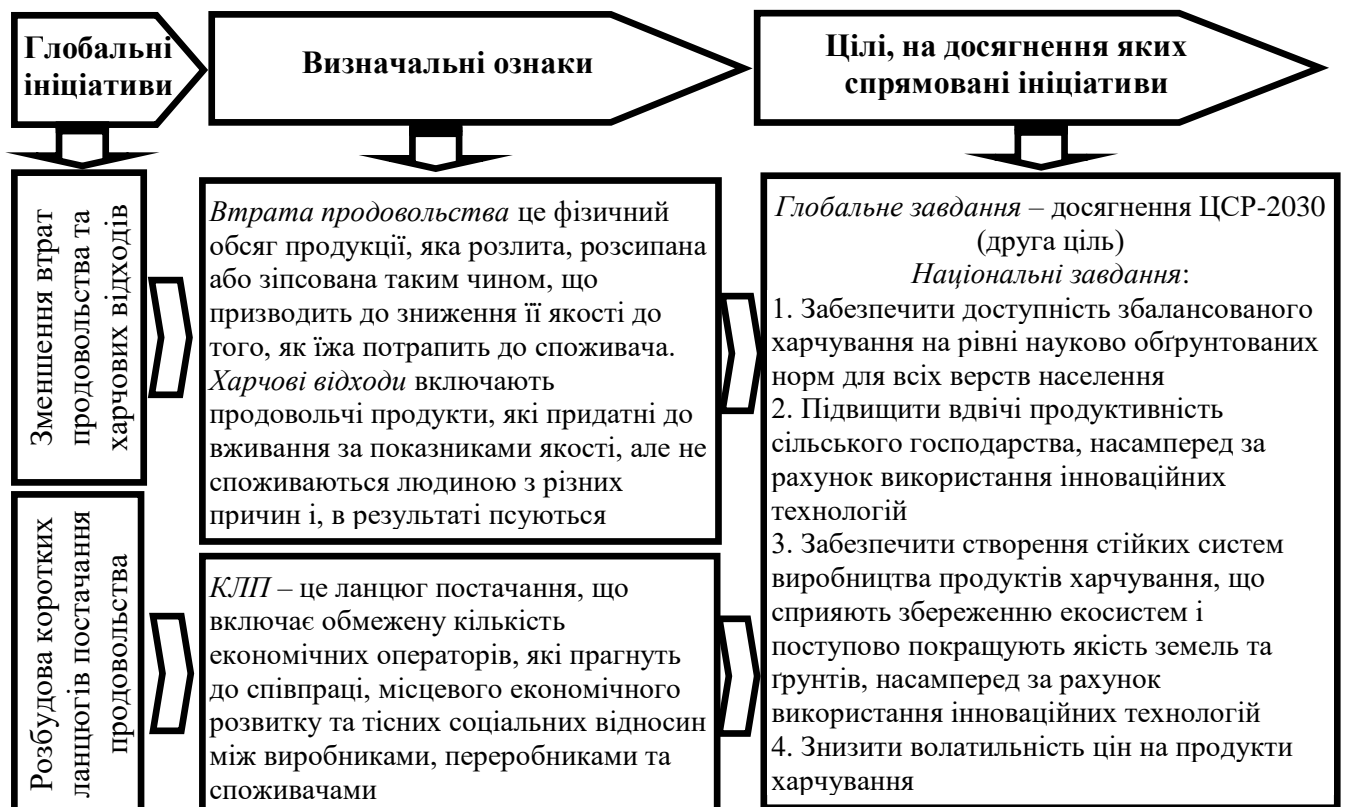 Глобальні
ініціативи
Визначальні ознаки
Цілі, на досягнення яких
спрямовані ініціативи
Зменшення втрат
продовольства та
харчових відходів
Втрата продовольства це фізичний
обсяг продукції, яка розлита, розсипана
або зіпсована таким чином, що
призводить до зниження її якості до
того, як їжа потрапить до споживача.
Харчові відходи включають
продовольчі продукти, які придатні до
вживання за показниками якості, але не
споживаються людиною з різних
причин і, в результаті псуються
Глобальне завдання – досягнення ЦСР-2030
(друга ціль)
Національні завдання:
1. Забезпечити доступність збалансованого
харчування на рівні науково обґрунтованих
норм для всіх верств населення
2. Підвищити вдвічі продуктивність
сільського господарства, насамперед за
рахунок використання інноваційних
технологій
3. Забезпечити створення стійких систем
виробництва продуктів харчування, що
сприяють збереженню екосистем і
поступово покращують якість земель та
ґрунтів, насамперед за рахунок
використання інноваційних технологій
4. Знизити волатильність цін на продукти
харчування
Розбудова коротких
ланцюгів постачання
продовольства
КЛП – це ланцюг постачання, що
включає обмежену кількість
економічних операторів, які прагнуть
до співпраці, місцевого економічного
розвитку та тісних соціальних відносин
між виробниками, переробниками та
споживачами